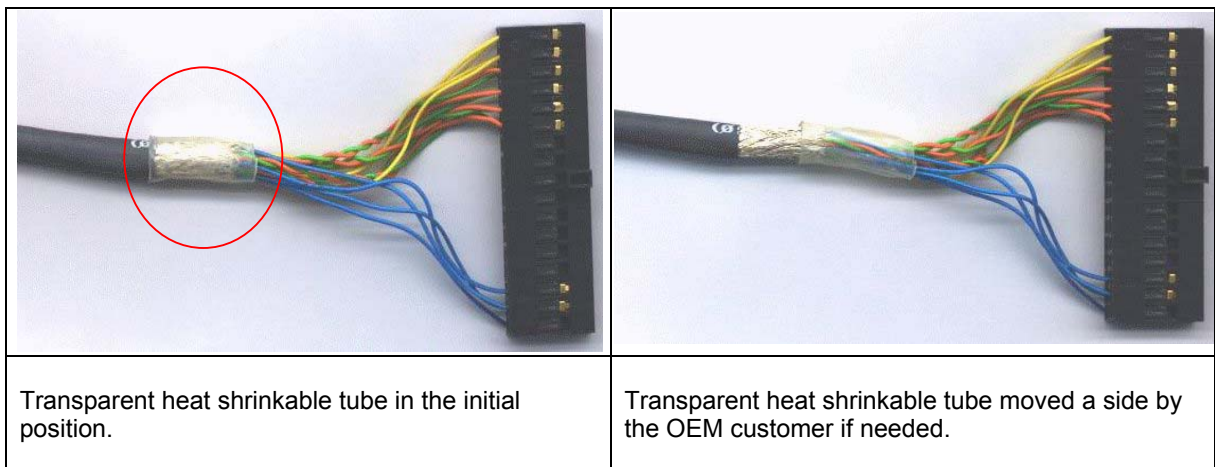 Transparent heat shrinkable tube in the initial
position.
Transparent heat shrinkable tube moved a side by
the OEM customer if needed.